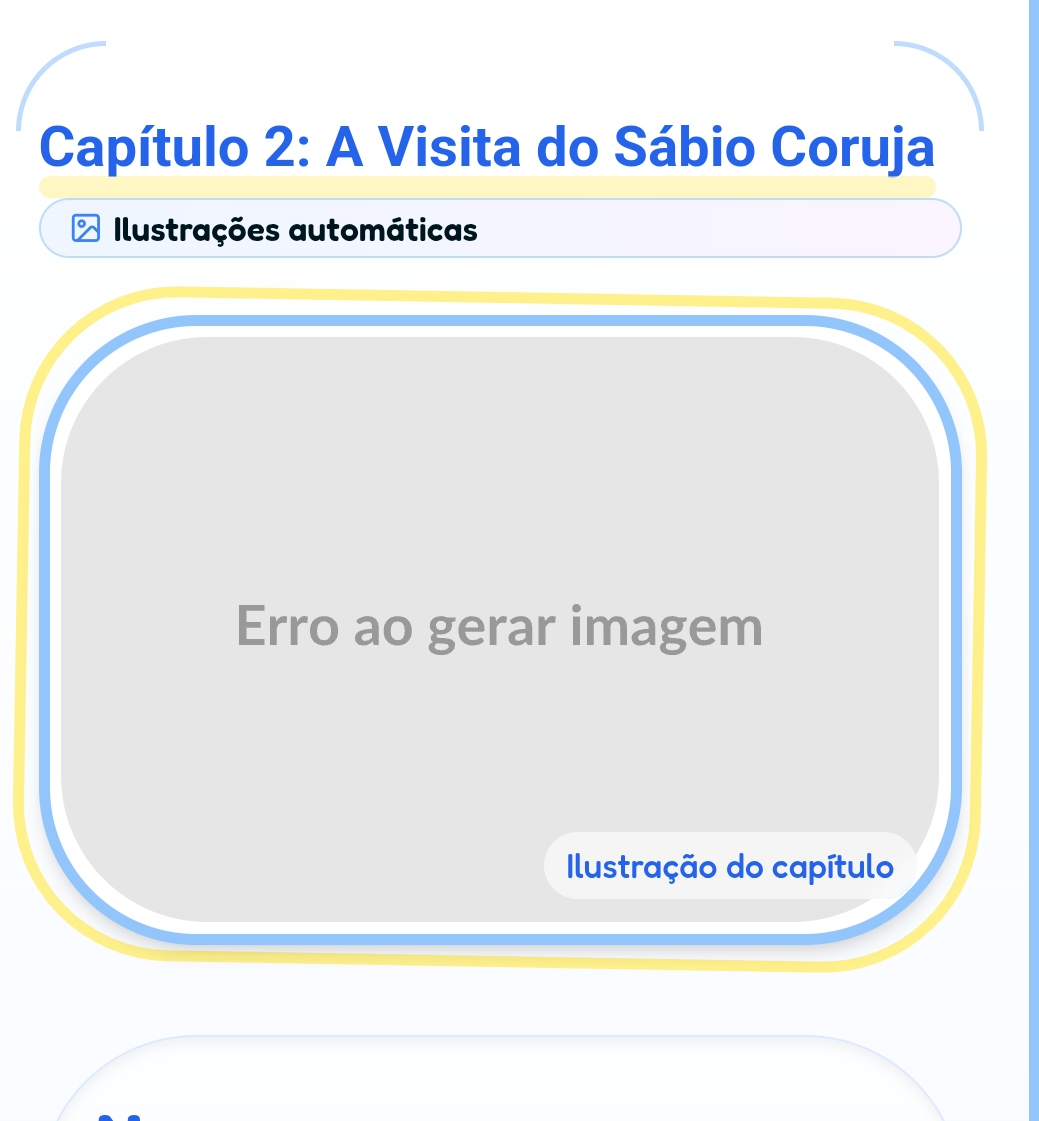 Capítulo 2: A Visita do Sábio Coruja
Ilustrações automáticas
Erro ao gerar imagem
Ilustração do capítulo